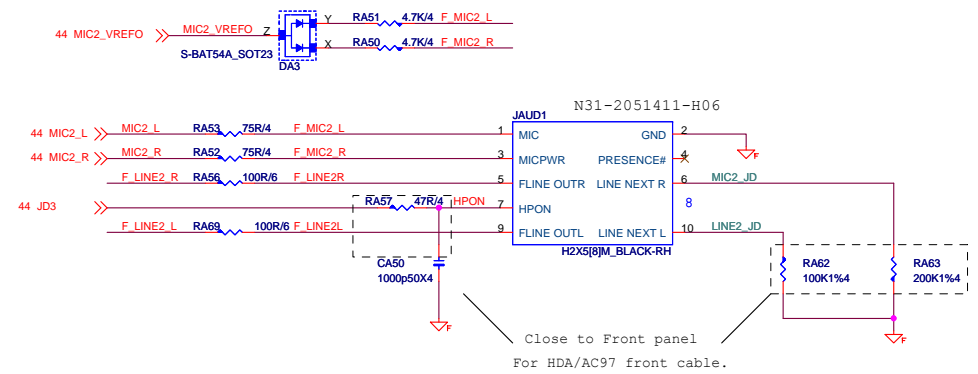 RA51 4.7K/4 F_MIC2_L
Y
44 MIC2_VREFO MIC2_VREFO Z
RA50 4.7K/4 F_MIC2_R
X
S-BAT54A_SOT23
DA3
N31-2051411-H06
JAUD1
44 MIC2_L MIC2_L RA53 75R/4 F_MIC2_L 1 MIC GND 2
F
44 MIC2_R MIC2_R RA52 75R/4 F_MIC2_R 3 MICPWR PRESENCE# 4
F_LINE2_R RA56 100R/6 F_LINE2R 5 FLINE OUTR LINE NEXT R 6 MIC2_JD
44 JD3 RA57 47R/4 HPON 7 HPON 8
F_LINE2_L RA69 100R/6 F_LINE2L 9 FLINE OUTL LINE NEXT L 10 LINE2_JD
H2X5[8]M_BLACK-RH
CA50
1000p50X4
RA62
100K1%4
RA63
200K1%4
F
F
Close to Front panel
For HDA/AC97 front cable.